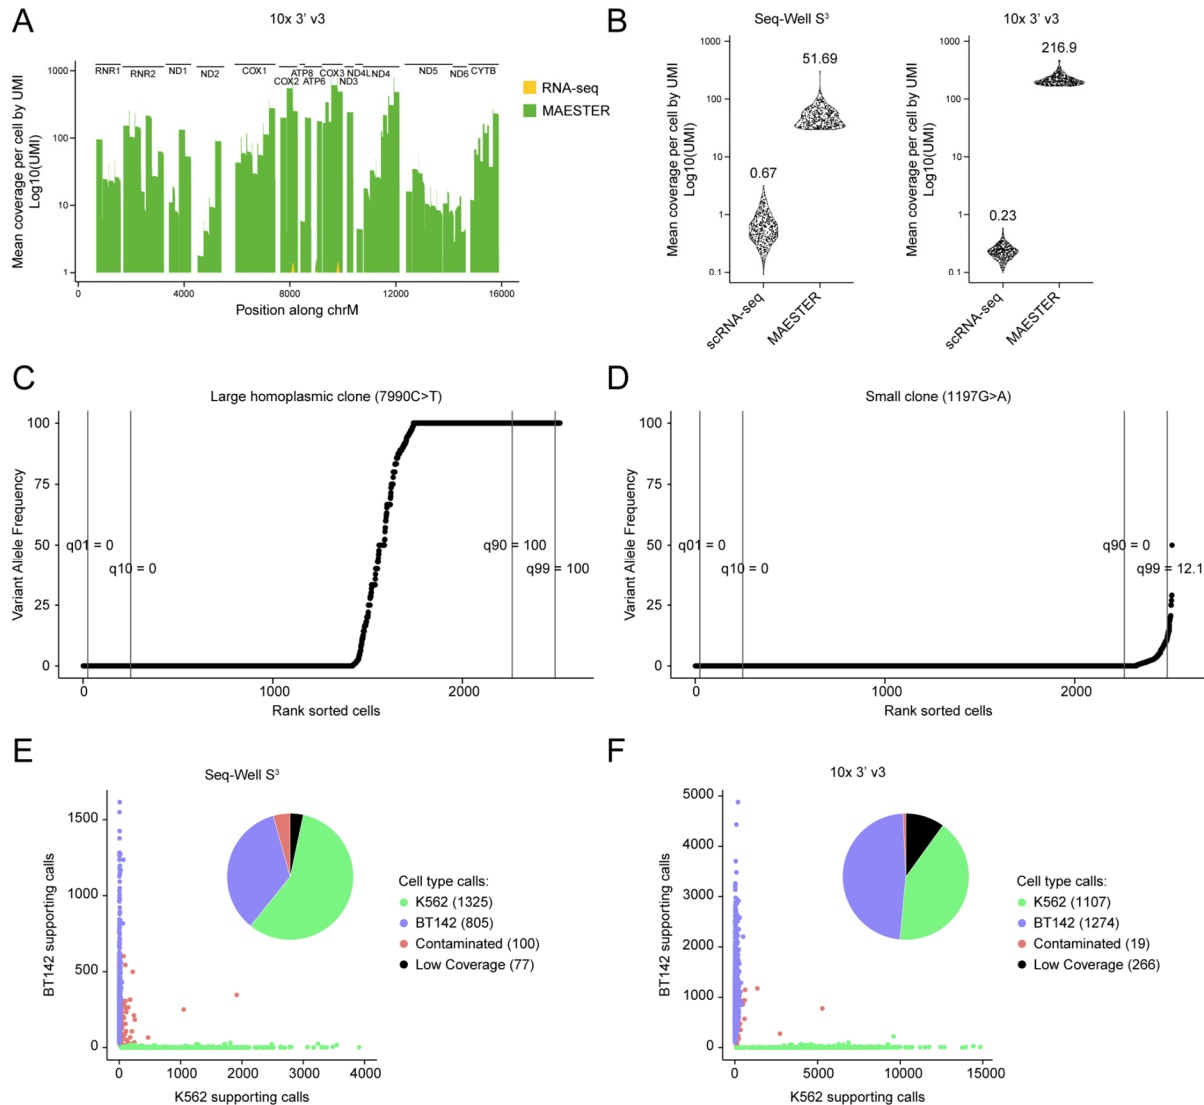 A
10x 3' v3
Mean coverage per cell by UMI
Log10(UMI)
1000
100
10
1
RNR1
RNR2
ND1
ND2
COX1
COX2
ATP8
ATP6
COX3
ND3
ND4L
ND4
ND5
ND6
CYTB
RNA-seq
MAESTER
0
4000
8000
12000
16000
Position along chrM
B
Seq-Well S³
Mean coverage per cell by UMI
Log10(UMI)
1000
100
10
1
0.1
0.67
51.69
scRNA-seq
MAESTER
10x 3' v3
Mean coverage per cell by UMI
Log10(UMI)
1000
100
10
1
0.1
0.23
216.9
scRNA-seq
MAESTER
C
Large homoplasmic clone (7990C>T)
Variant Allele Frequency
100
75
50
25
0
q01 = 0
q10 = 0
q90 = 100
q99 = 100
0
1000
2000
Rank sorted cells
D
Small clone (1197G>A)
Variant Allele Frequency
100
75
50
25
0
q01 = 0
q10 = 0
q90 = 0
q99 = 12.1
0
1000
2000
Rank sorted cells
E
Seq-Well S³
BT142 supporting calls
1500
1000
500
0
Cell type calls:
K562 (1325)
BT142 (805)
Contaminated (100)
Low Coverage (77)
0
1000
2000
3000
4000
K562 supporting calls
F
10x 3' v3
BT142 supporting calls
5000
4000
3000
2000
1000
0
Cell type calls:
K562 (1107)
BT142 (1274)
Contaminated (19)
Low Coverage (266)
0
5000
10000
15000
K562 supporting calls